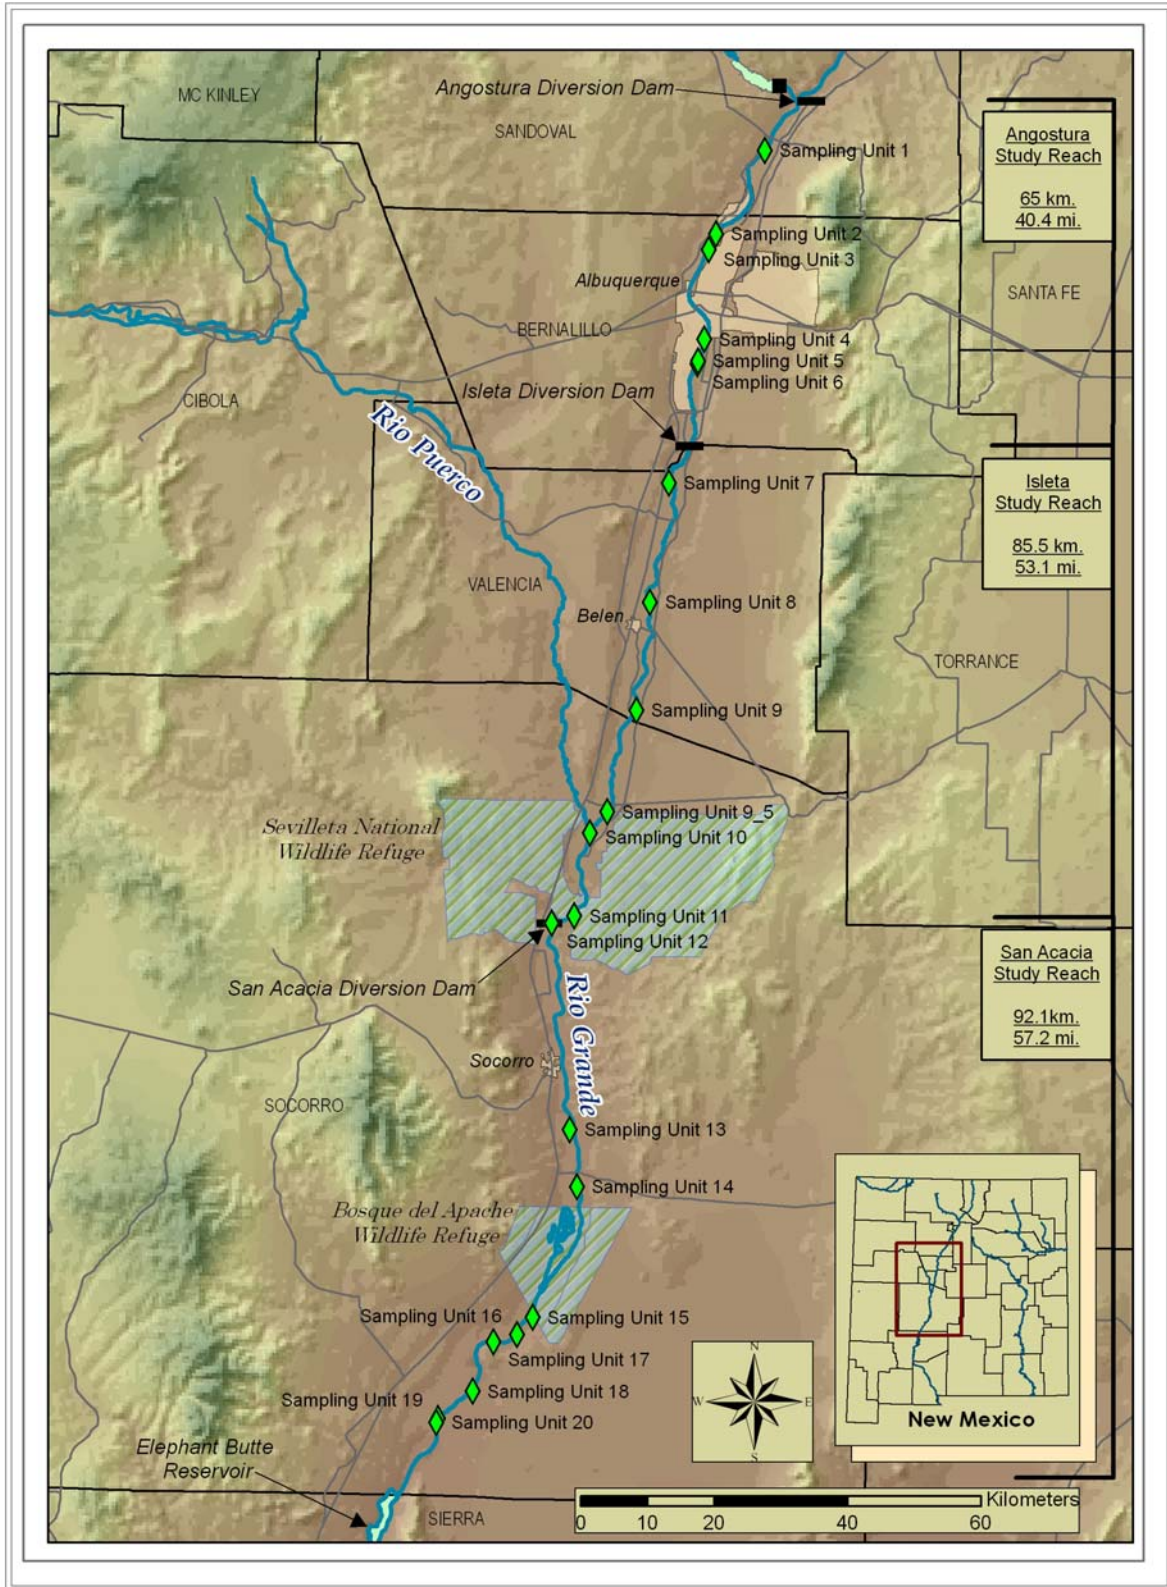 MC KINLEY
Angostura Diversion Dam
SANDOVAL
Sampling Unit 1
Angostura
Study Reach
65 km.
40.4 mi.
Sampling Unit 2
Sampling Unit 3
Albuquerque
SANTA FE
BERNALILLO
Sampling Unit 4
Sampling Unit 5
Sampling Unit 6
Isleta Diversion Dam
CIBOLA
Rio Puerco
Sampling Unit 7
Isleta
Study Reach
85.5 km.
53.1 mi.
VALENCIA
Sampling Unit 8
Belen
TORRANCE
Sampling Unit 9
Sampling Unit 9_5
Sevilleta National
Wildlife Refuge
Sampling Unit 10
Sampling Unit 11
Sampling Unit 12
San Acacia Diversion Dam
San Acacia
Study Reach
92.1km.
57.2 mi.
Rio Grande
Socorro
SOCORRO
Sampling Unit 13
Sampling Unit 14
Bosque del Apache
Wildlife Refuge
Sampling Unit 16
Sampling Unit 15
Sampling Unit 17
Sampling Unit 18
Sampling Unit 19
Sampling Unit 20
Elephant Butte
Reservoir
SIERRA
N
W
E
S
New Mexico
Kilometers
0 10 20 40 60